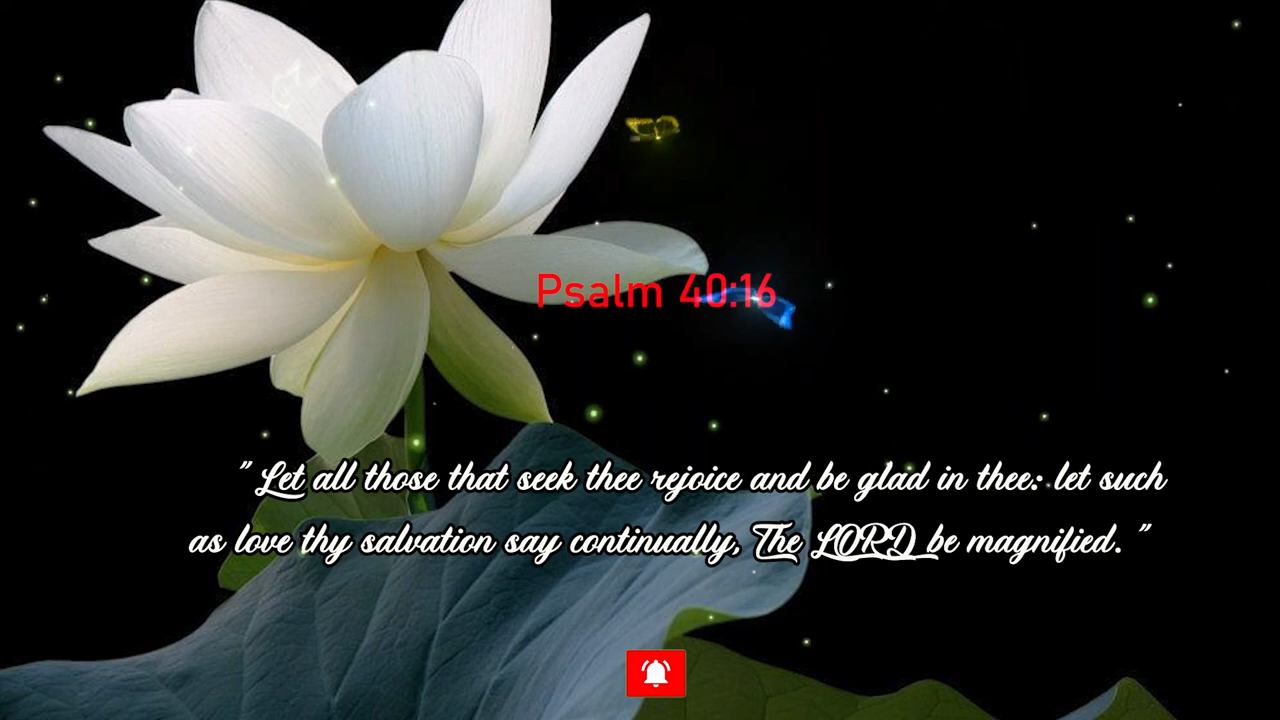 Psalm 40:16
" Let all those that seek thee rejoice and be glad in thee: let such
as love thy salvation say continually, The LORD be magnified. "